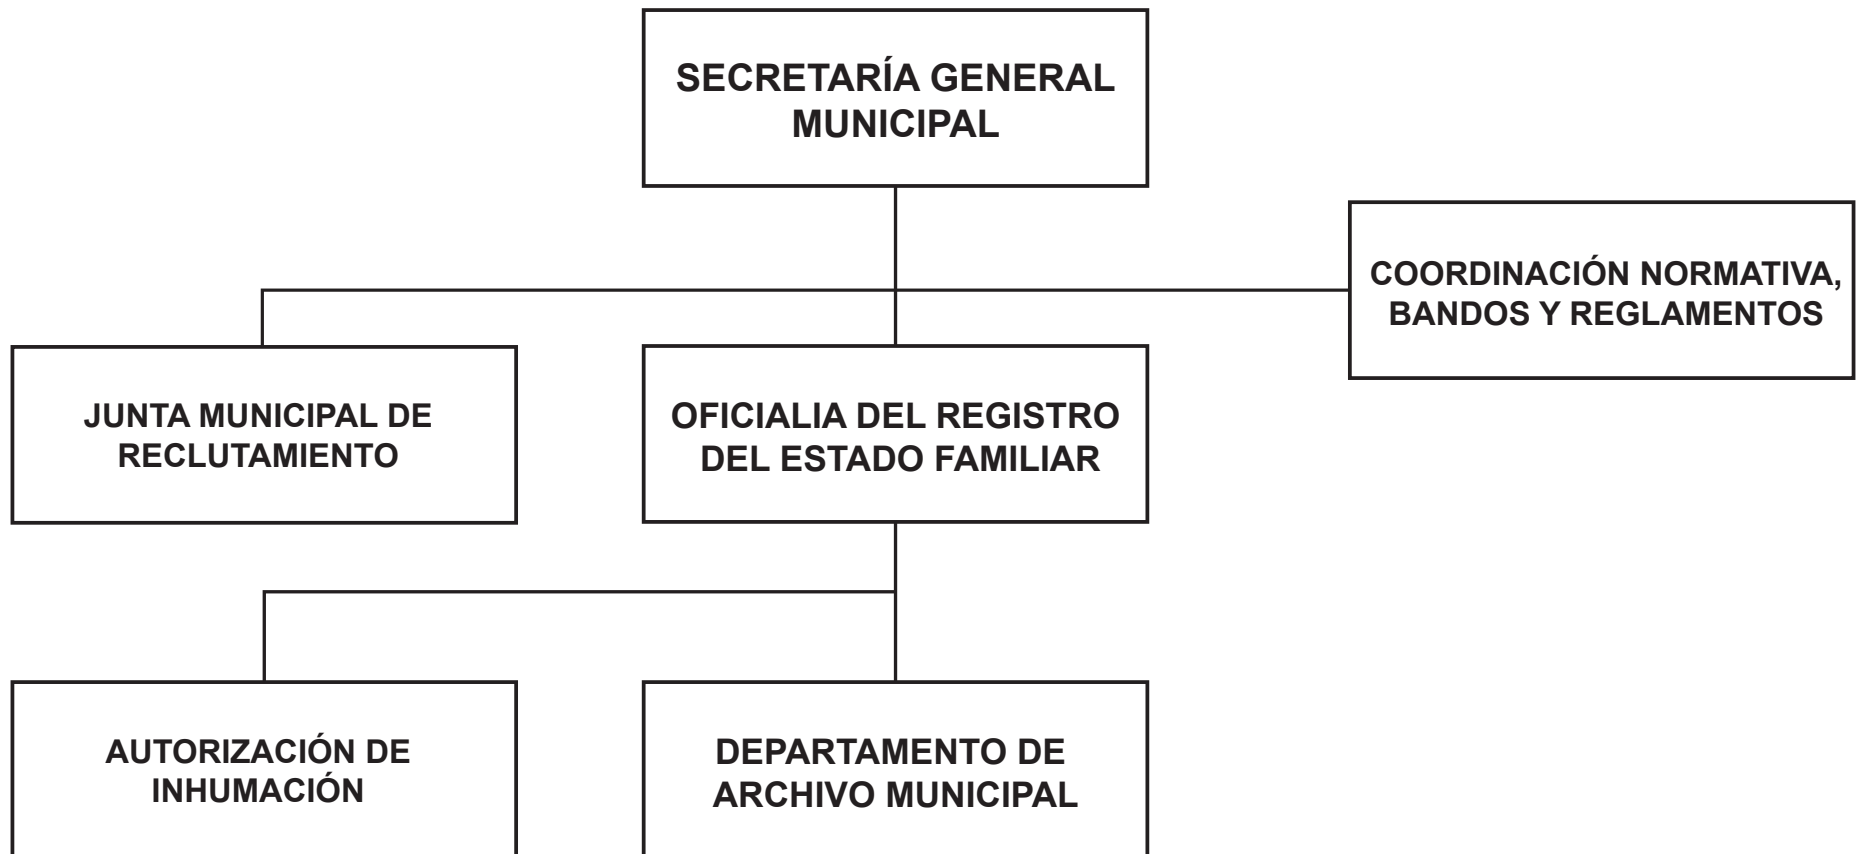 SECRETARÍA GENERAL
MUNICIPAL
COORDINACIÓN NORMATIVA,
BANDOS Y REGLAMENTOS
JUNTA MUNICIPAL DE
RECLUTAMIENTO
OFICIALIA DEL REGISTRO
DEL ESTADO FAMILIAR
AUTORIZACIÓN DE
INHUMACIÓN
DEPARTAMENTO DE
ARCHIVO MUNICIPAL